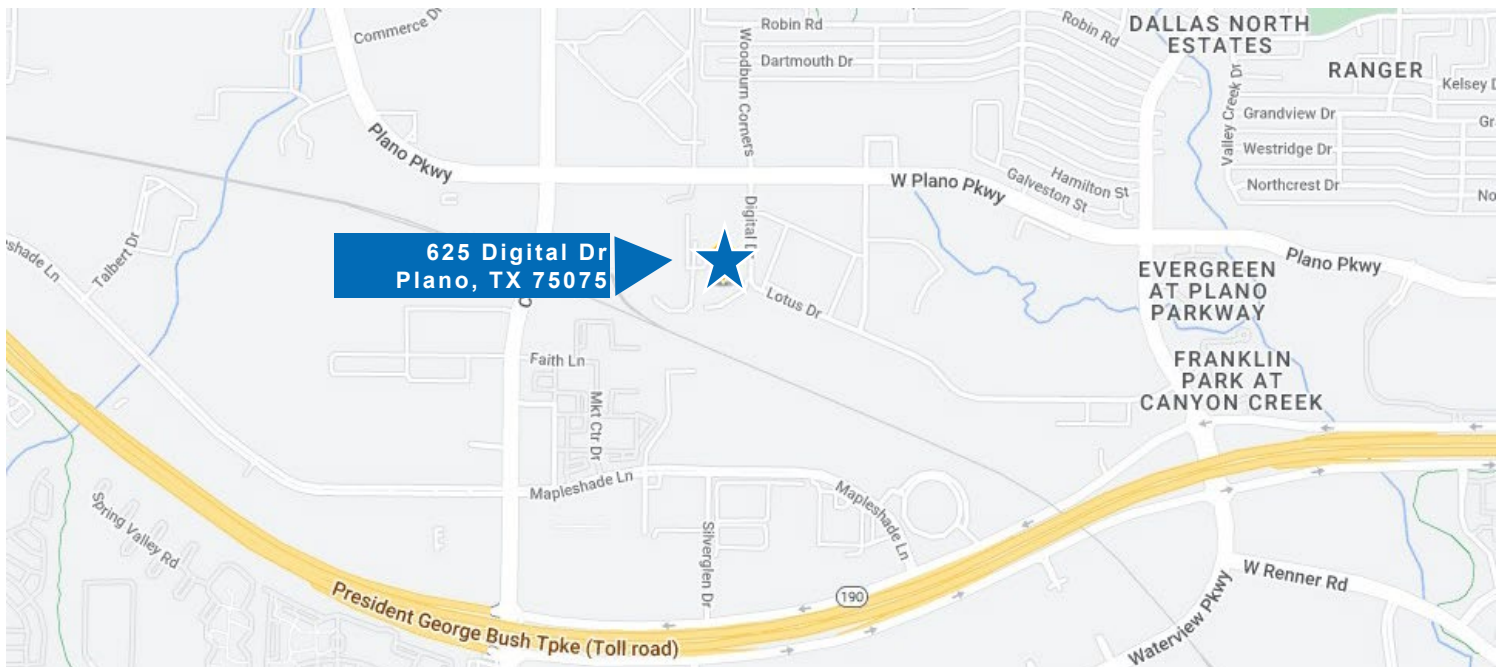 Commerce Dr
Woodburn Corners
Robin Rd
Robin Rd
DALLAS NORTH
ESTATES
Dartmouth Dr
RANGER
Kelsey D
Valley Creek Dr
Grandview Dr
Gr
Plano Pkwy
Westridge Dr
W Plano Pkwy
Hamilton St
Galveston St
Northcrest Dr
No
Talbert Dr
eshade Ln
625 Digital Dr
Plano, TX 75075
Digital D
Plano Pkwy
EVERGREEN
AT PLANO
PARKWAY
Lotus Dr
C
Faith Ln
FRANKLIN
PARK AT
CANYON CREEK
Mkt Ctr Dr
Mapleshade Ln
Mapleshade Ln
Spring Valley Rd
Silverglen Dr
190
W Renner Rd
President George Bush Tpke (Toll road)
Waterview Pkwy